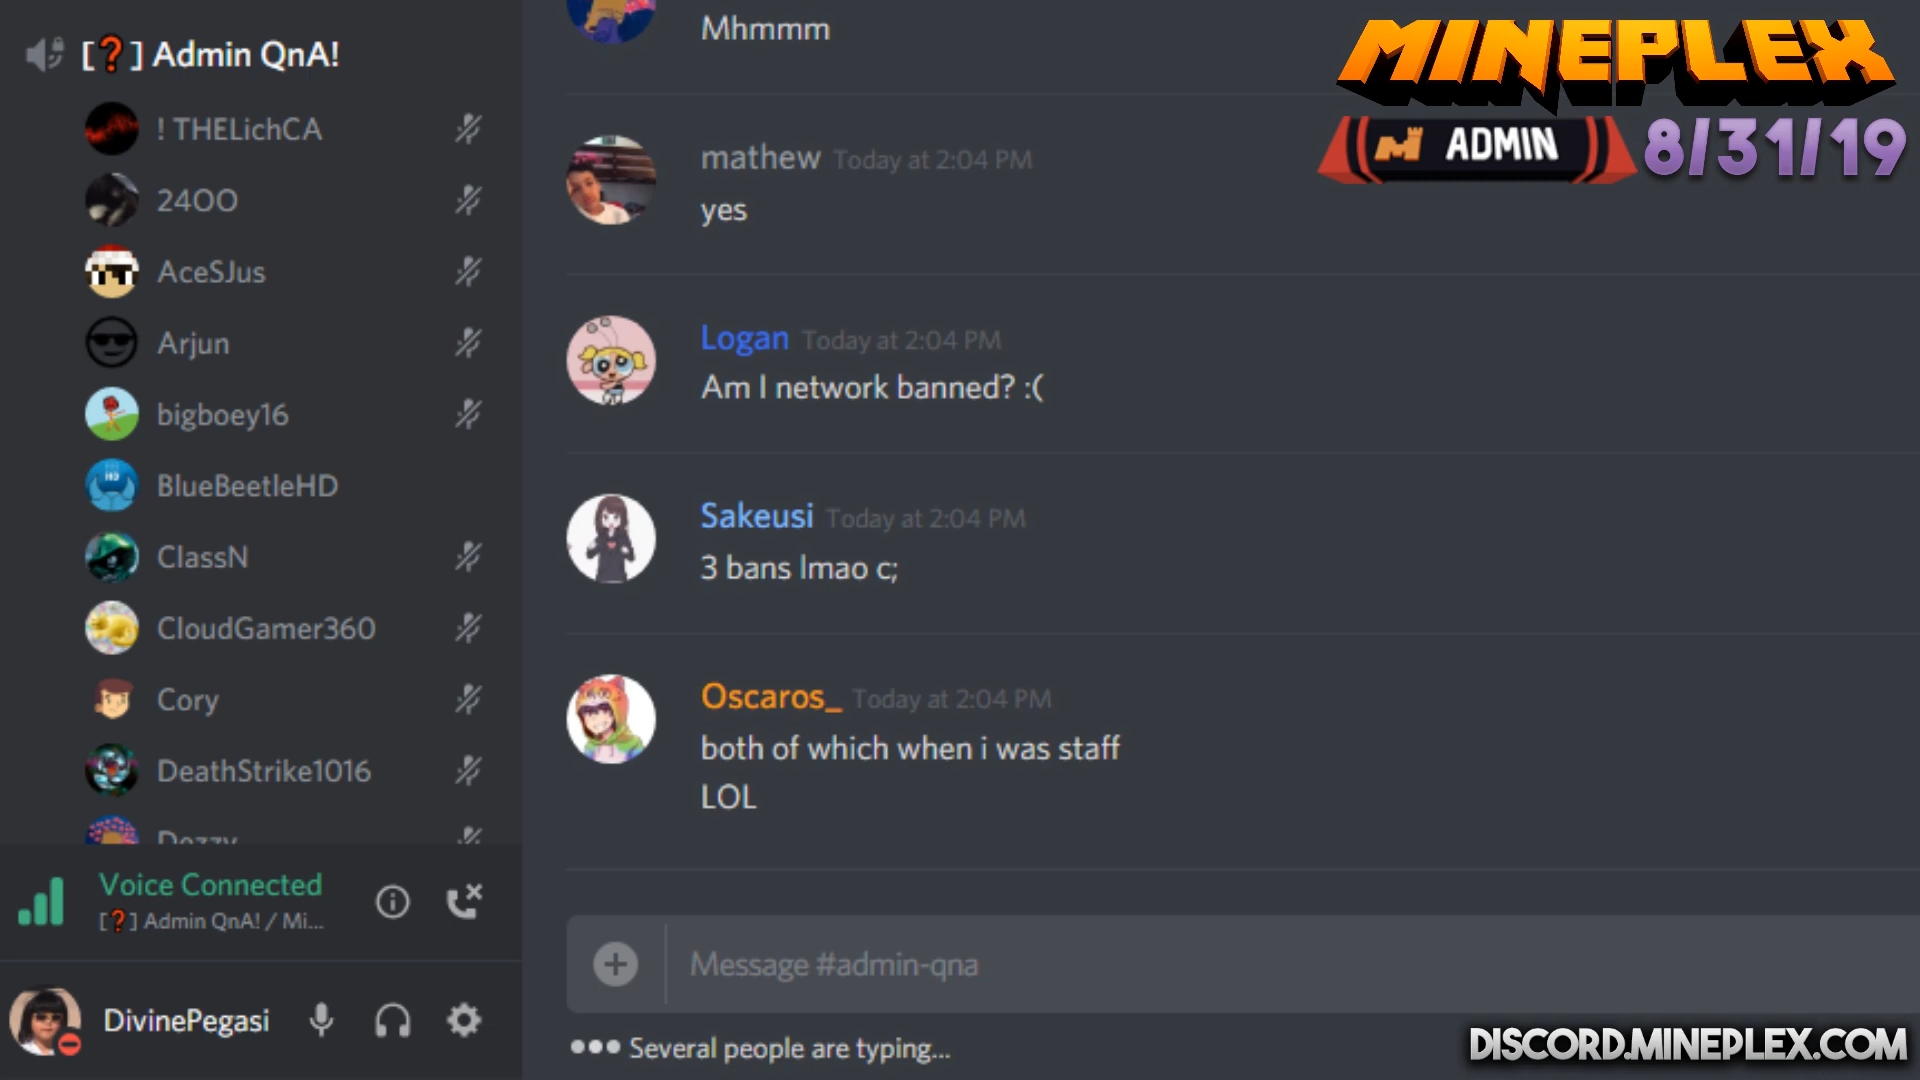 [❓] Admin QnA!
! THELichCA
24OO
AceSJus
Arjun
bigboey16
BlueBeetleHD
ClassN
CloudGamer360
Cory
DeathStrike1016
Dozzy
Voice Connected
[❓] Admin QnA! / Mi...
DivinePegasi
Mhmmm
mathew Today at 2:04 PM
yes
Logan Today at 2:04 PM
Am I network banned? :(
Sakeusi Today at 2:04 PM
3 bans lmao c;
Oscaros_ Today at 2:04 PM
both of which when i was staff
LOL
Message #admin-qna
Several people are typing...
MINEPLEX
ADMIN 8/31/19
DISCORD.MINEPLEX.COM